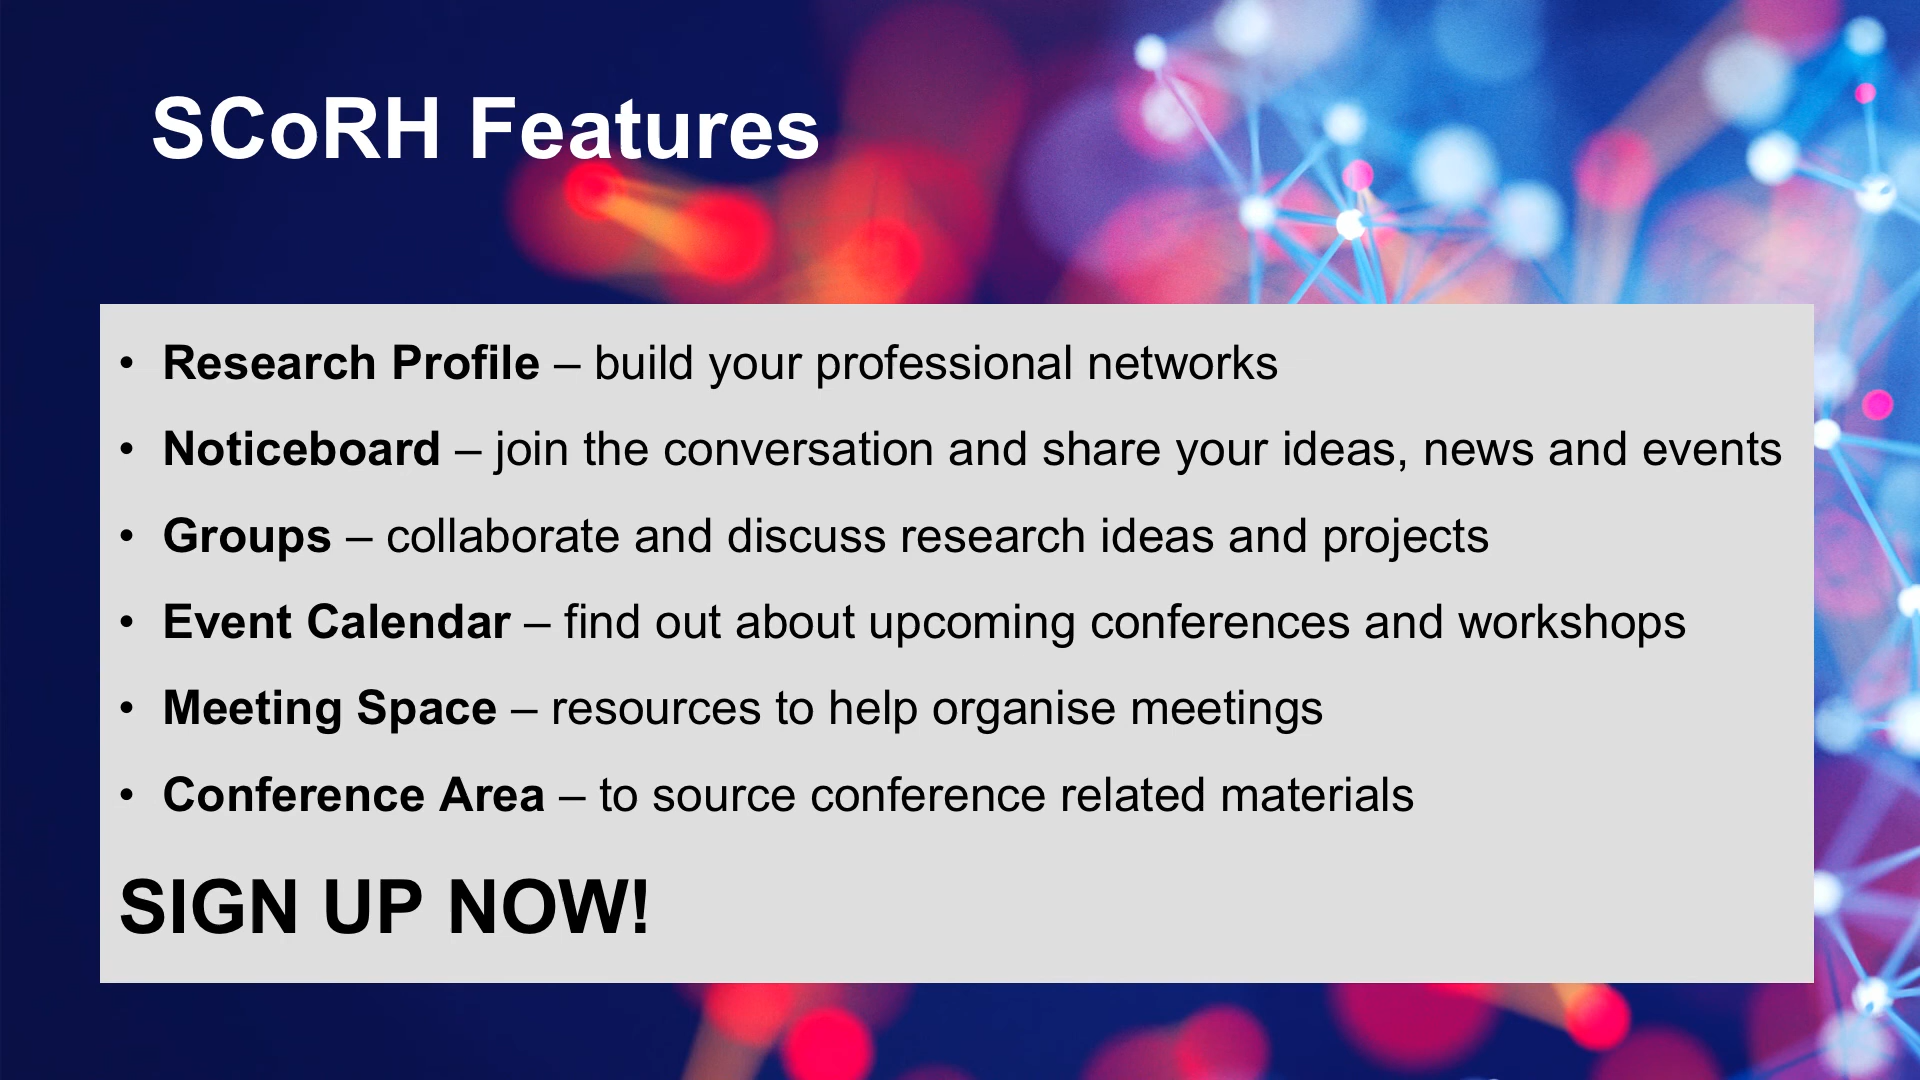 SCoRH Features
• Research Profile – build your professional networks
• Noticeboard – join the conversation and share your ideas, news and events
• Groups – collaborate and discuss research ideas and projects
• Event Calendar – find out about upcoming conferences and workshops
• Meeting Space – resources to help organise meetings
• Conference Area – to source conference related materials
SIGN UP NOW!